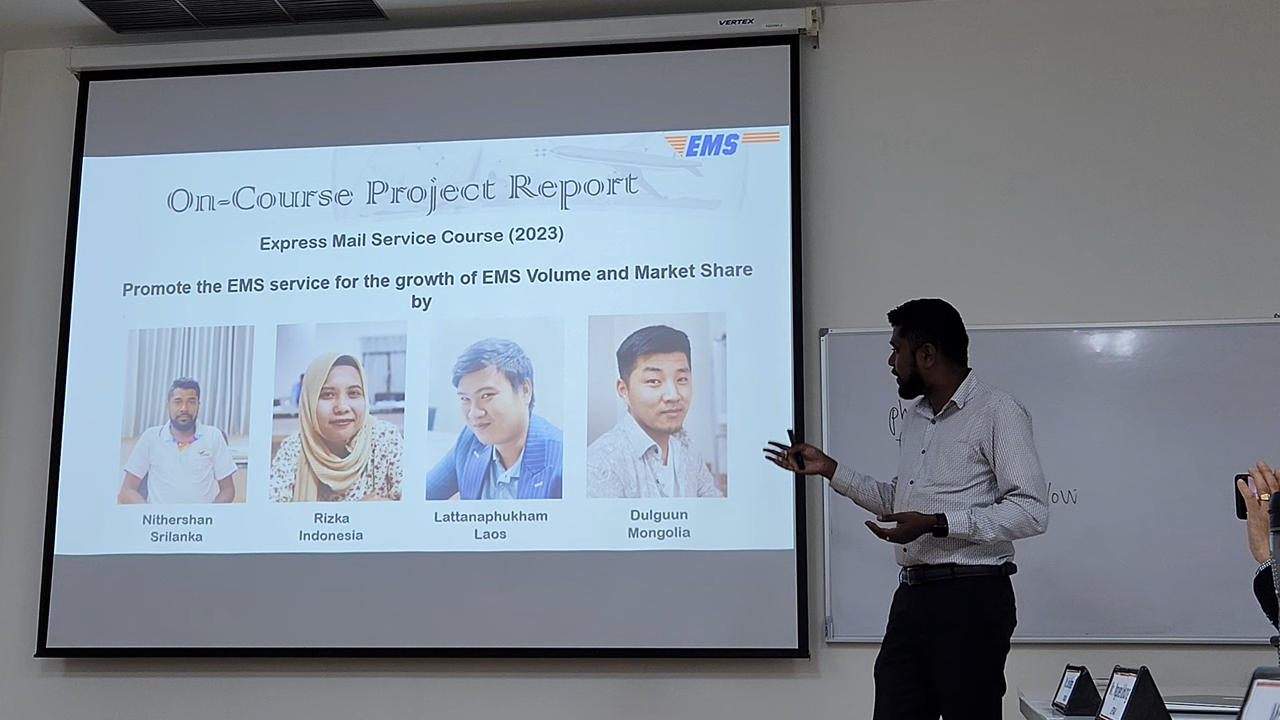 VERTEX
EMS
On-Course Project Report
Express Mail Service Course (2023)
Promote the EMS service for the growth of EMS Volume and Market Share
by
Nithershan
Srilanka
Rizka
Indonesia
Lattanaphukham
Laos
Dulguun
Mongolia